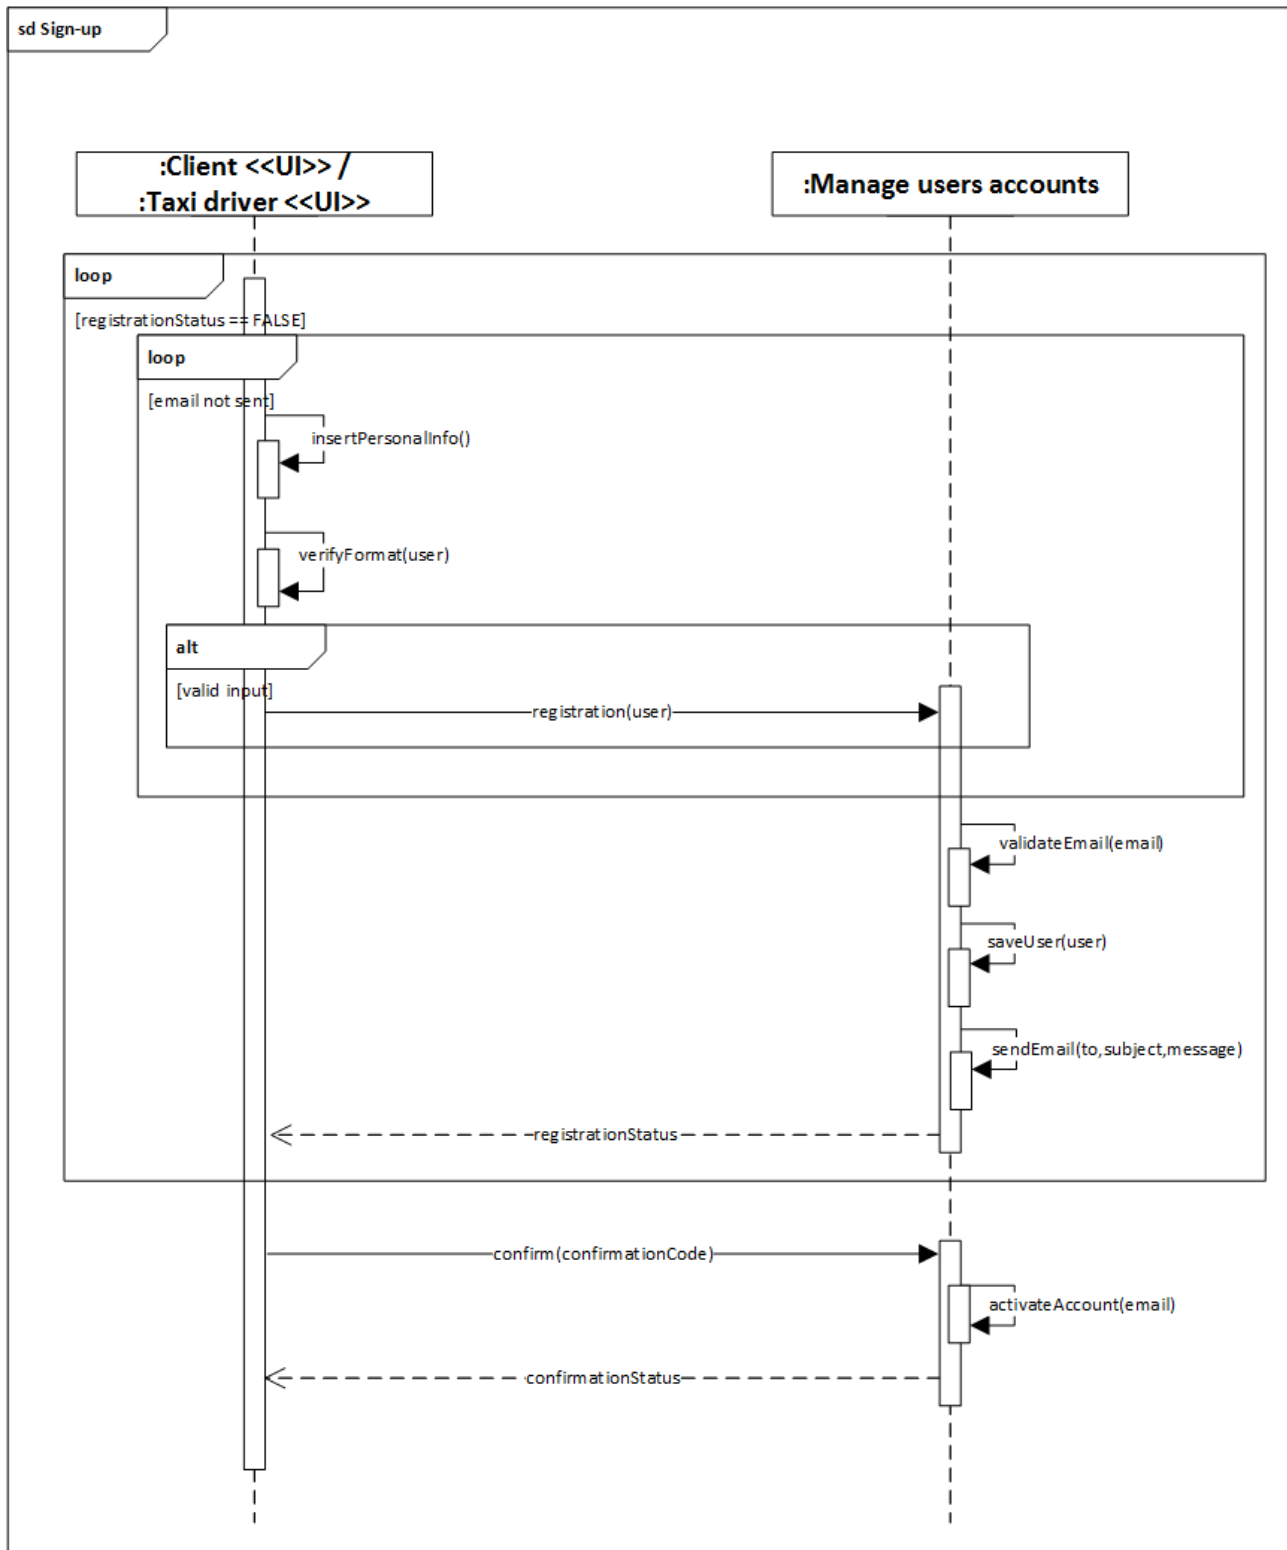 sd Sign-up
:Client <<UI>> /
:Taxi driver <<UI>>
:Manage users accounts
loop
[registrationStatus == FALSE]
loop
[email not sent]
insertPersonalInfo()
verifyFormat(user)
alt
[valid input]
registration(user)
validateEmail(email)
saveUser(user)
sendEmail(to,subject,message)
registrationStatus
confirm(confirmationCode)
activateAccount(email)
confirmationStatus